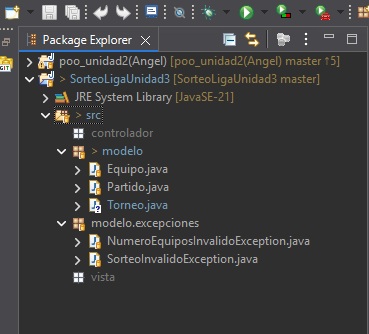 Package Explorer
poo_unidad2(Angel) [poo_unidad2(Angel) master ↑5]
> SorteoLigaUnidad3 [SorteoLigaUnidad3 master]
JRE System Library [JavaSE-21]
> src
controlador
> modelo
Equipo.java
Partido.java
Torneo.java
modelo.excepciones
NumeroEquiposInvalidoException.java
SorteoInvalidoException.java
vista
GIT